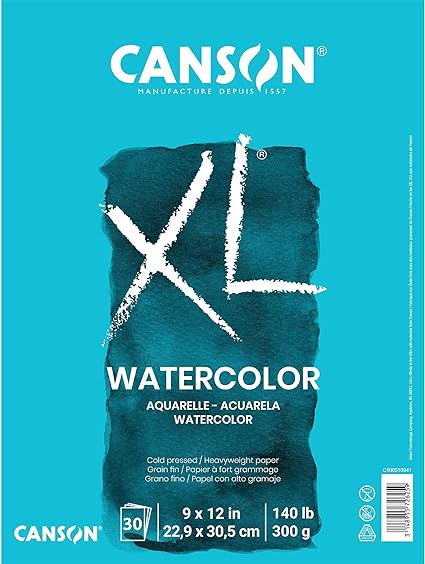 CANSON®
MANUFACTURE DEPUIS 1557
XL®
WATERCOLOR
AQUARELLE – ACUARELA
WATERCOLOR
Cold pressed / Heavyweight paper
Grain fin / Papier à fort grammage
Grano fino / Papel con alto gramaje
30
9 x 12 in
22,9 x 30,5 cm
140 lb
300 g
CANSON®
C100510941